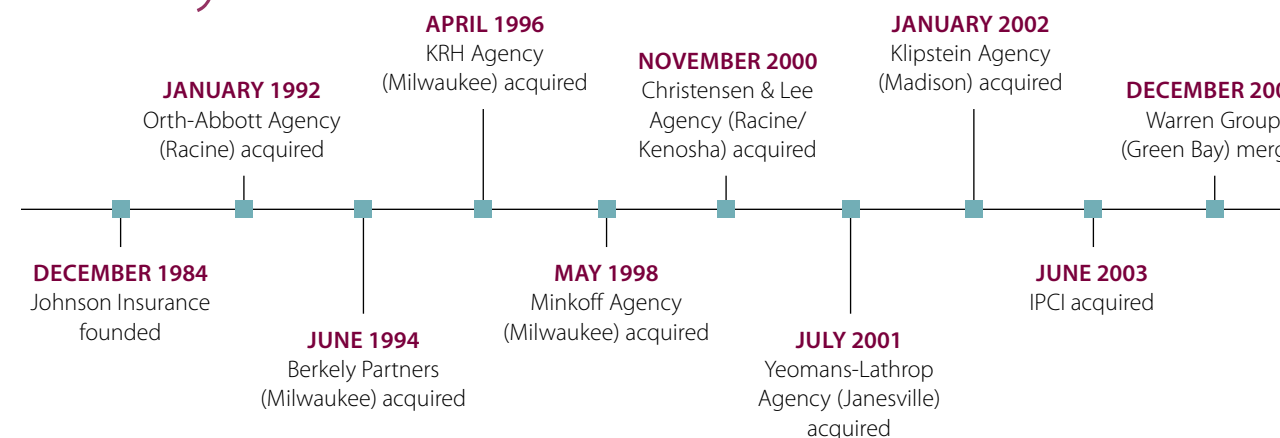 DECEMBER 1984
Johnson Insurance
founded
JANUARY 1992
Orth-Abbott Agency
(Racine) acquired
JUNE 1994
Berkely Partners
(Milwaukee) acquired
APRIL 1996
KRH Agency
(Milwaukee) acquired
MAY 1998
Minkoff Agency
(Milwaukee) acquired
NOVEMBER 2000
Christensen & Lee
Agency (Racine/
Kenosha) acquired
JULY 2001
Yeomans-Lathrop
Agency (Janesville)
acquired
JANUARY 2002
Klipstein Agency
(Madison) acquired
JUNE 2003
IPCI acquired
DECEMBER
Warren Group
(Green Bay)